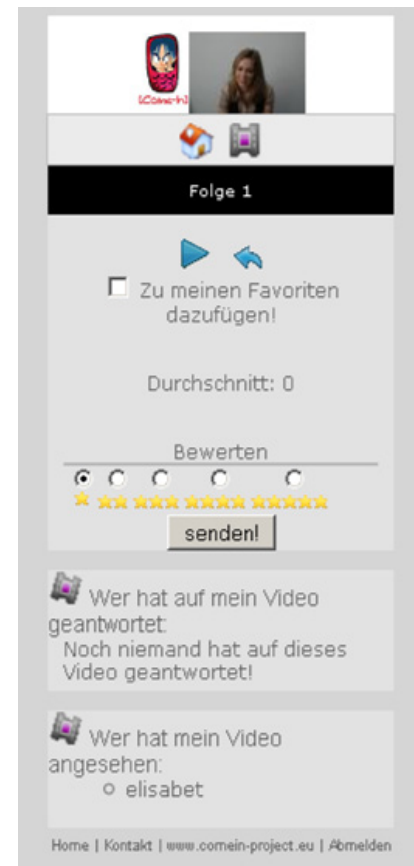 [Come-In]
Folge 1
Zu meinen Favoriten
dazufügen!
Durchschnitt: 0
Bewerten
senden!
Wer hat auf mein Video
geantwortet:
Noch niemand hat auf dieses
Video geantwortet!
Wer hat mein Video
angesehen:
elisabet
Home | Kontakt | www.comein-project.eu | Abmelden